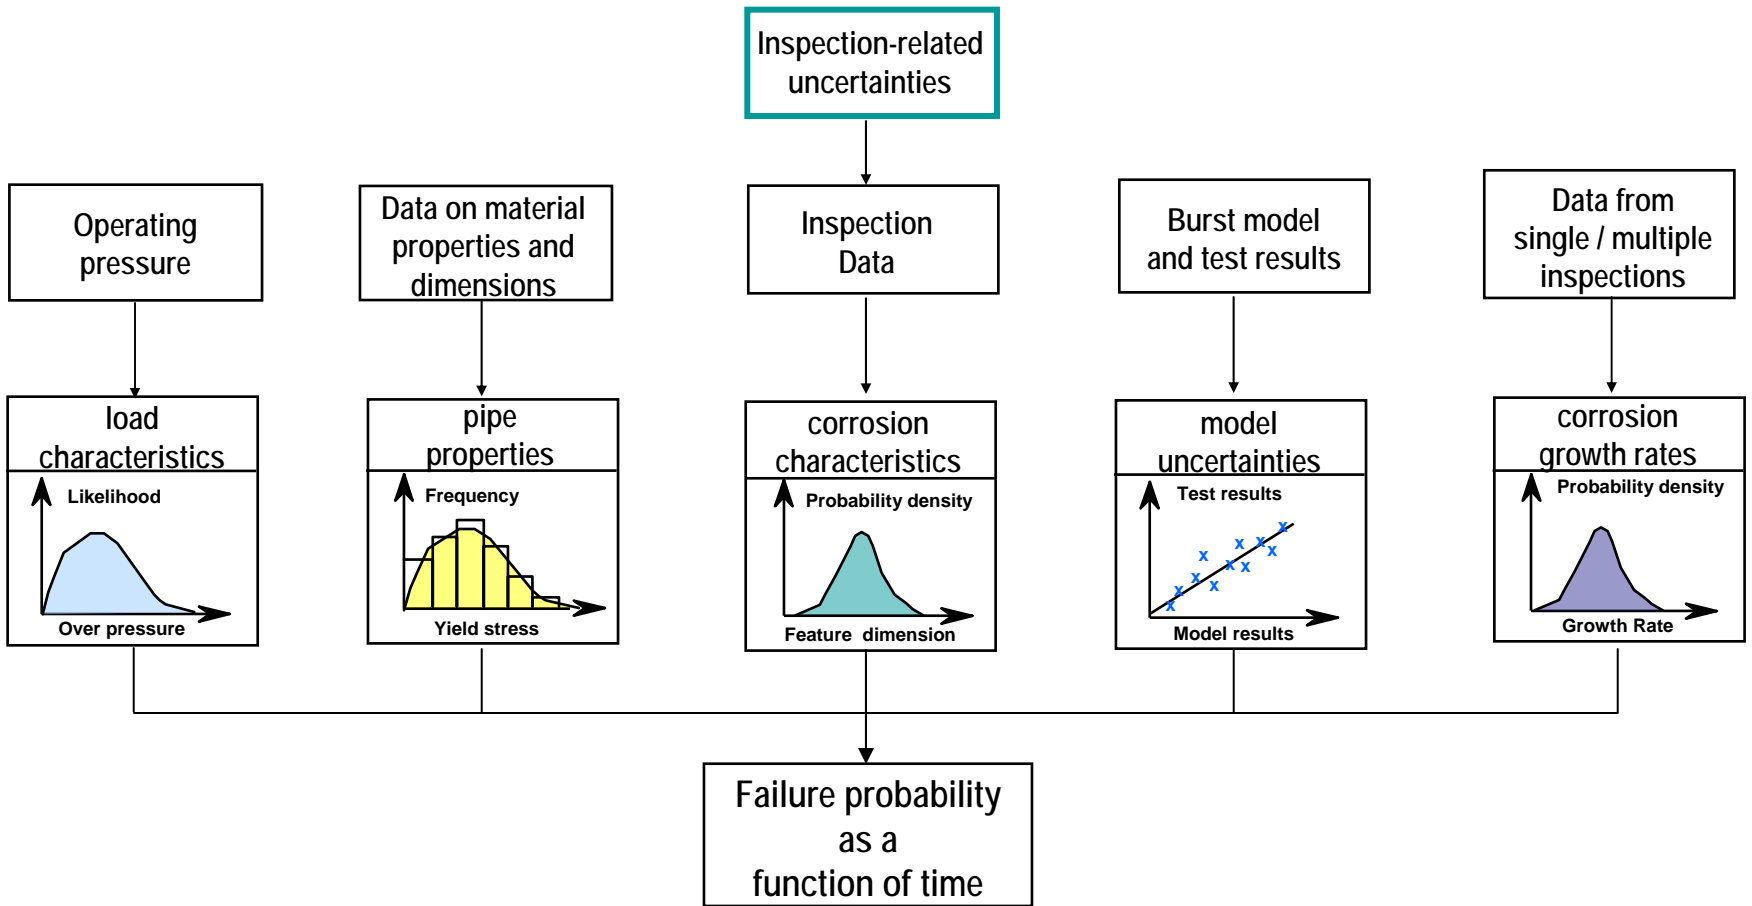 Inspection-related
uncertainties
Operating
pressure
Data on material
properties and
dimensions
Inspection
Data
Burst model
and test results
Data from
single / multiple
inspections
load
characteristics
Likelihood
Over pressure
pipe
properties
Frequency
Yield stress
corrosion
characteristics
Probability density
Feature dimension
model
uncertainties
Test results
x x x x x x x x x x x x
Model results
corrosion
growth rates
Probability density
Growth Rate
Failure probability
as a
function of time